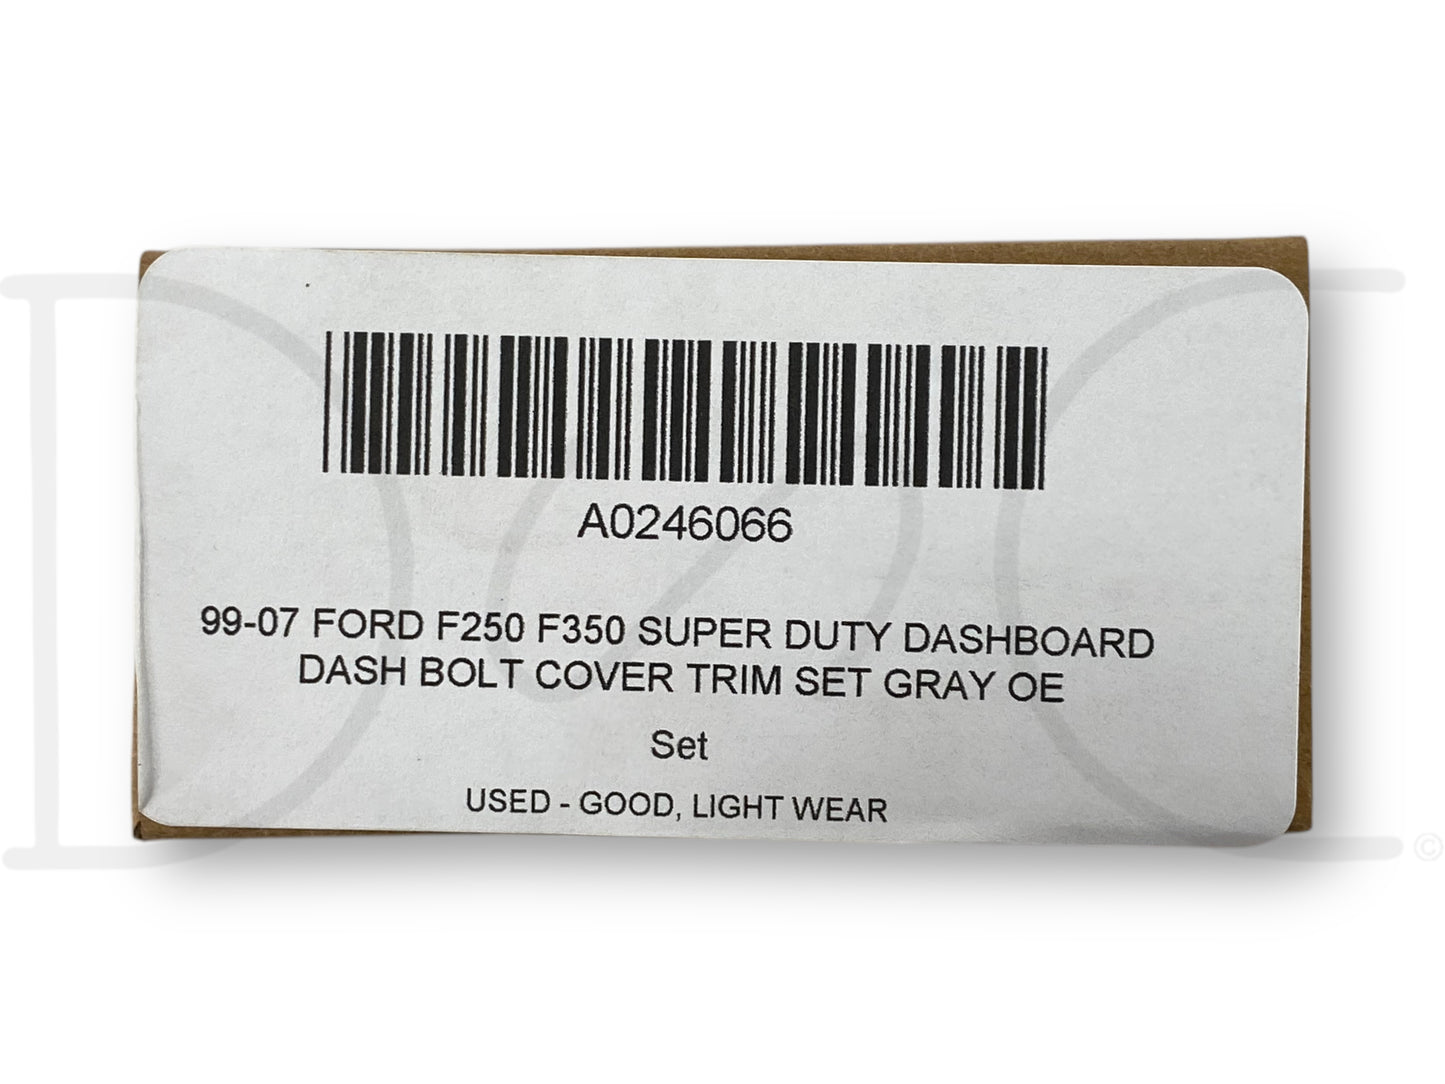 A0246066
99-07 FORD F250 F350 SUPER DUTY DASHBOARD
DASH BOLT COVER TRIM SET GRAY OE
Set
USED - GOOD, LIGHT WEAR
©